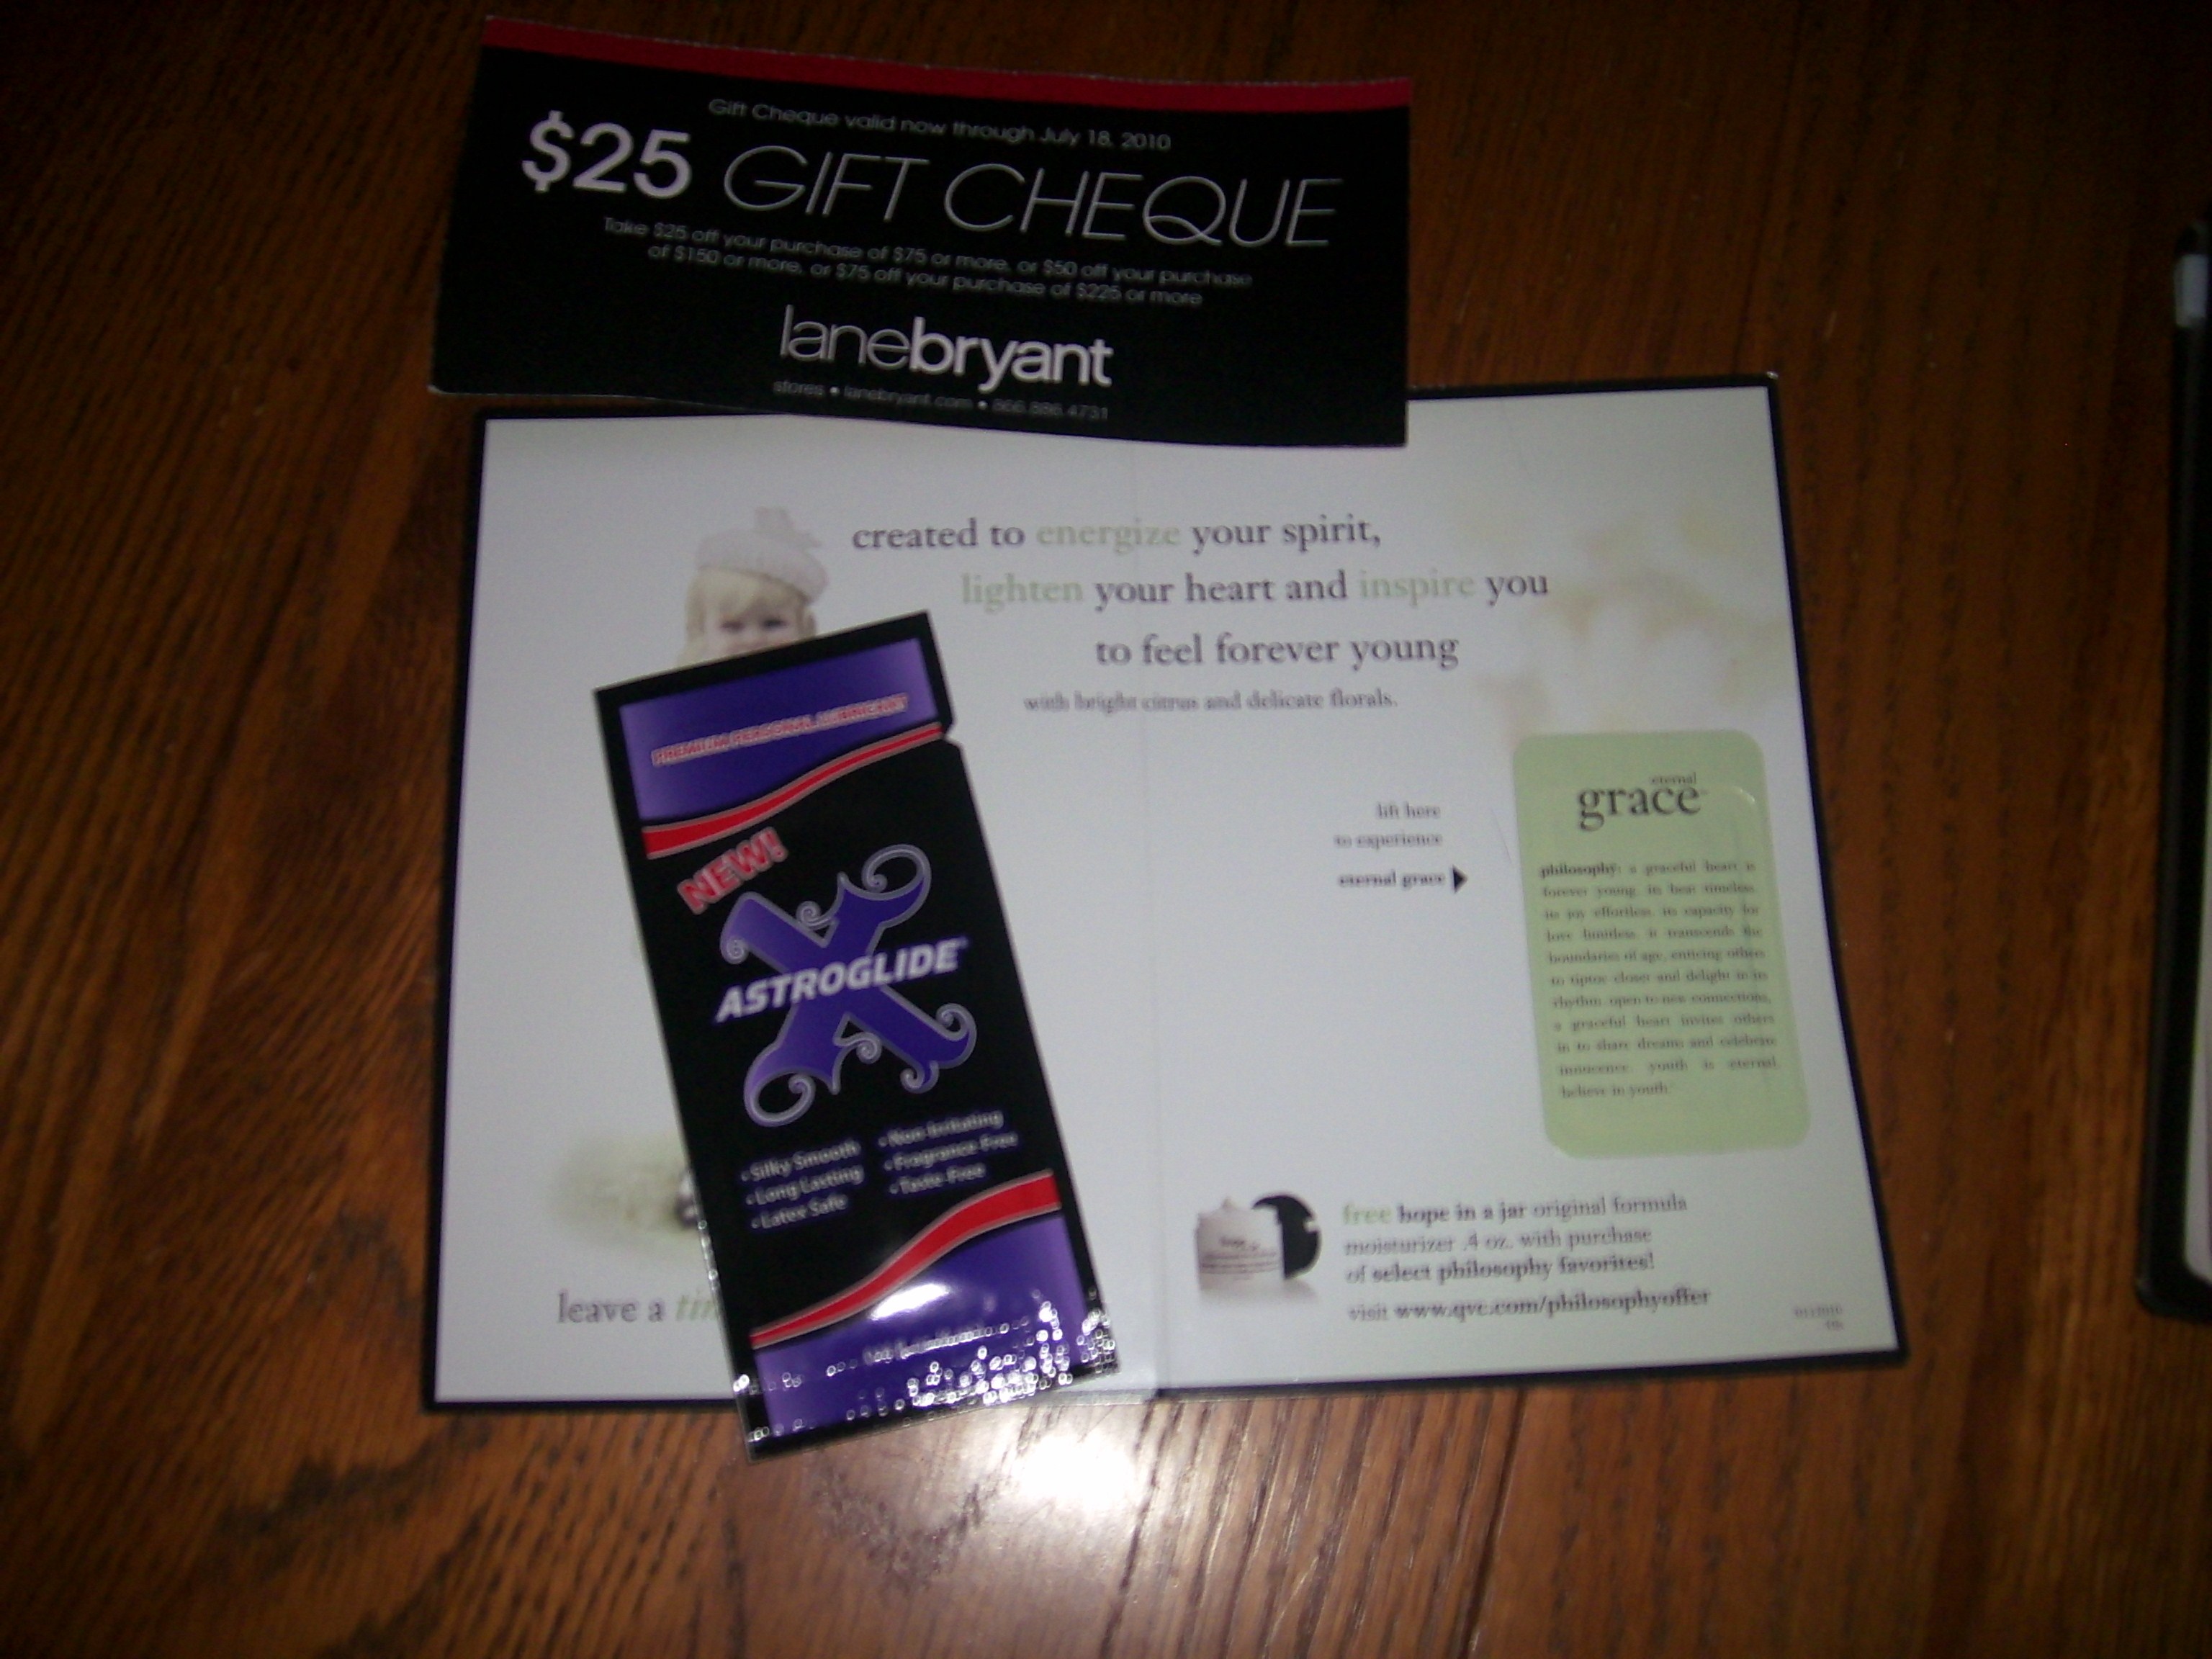 Gift Cheque valid now through July 18, 2010
$25 GIFT CHEQUE
Take $25 off your purchase of $75 or more, or $50 off your purchase
of $150 or more, or $75 off your purchase of $225 or more
lanebryant
stores • lanebryant.com • 866.886.4731
created to energize your spirit,
lighten your heart and inspire you
to feel forever young
with bright citrus and delicate florals.
PREMIUM PERSONAL LUBRICANT
NEW!
X
ASTROGLIDE
• Silky Smooth
• Long Lasting
• Latex Safe
• Non-Irritating
• Fragrance-Free
• Taste-Free
leave a
lift here
to experience
eternal grace
eternal
grace™
philosophy: a graceful heart is
forever young. its beat timeless.
its joy effortless. its capacity for
love limitless. it transcends the
boundaries of age, enticing others
to tiptoe closer and delight in its
rhythm. open to new connections,
a graceful heart invites others
in to share dreams and celebrate
innocence. youth is eternal.
believe in youth.
free hope in a jar original formula
moisturizer .4 oz. with purchase
of select philosophy favorites!
visit www.qvc.com/philosophyoffer